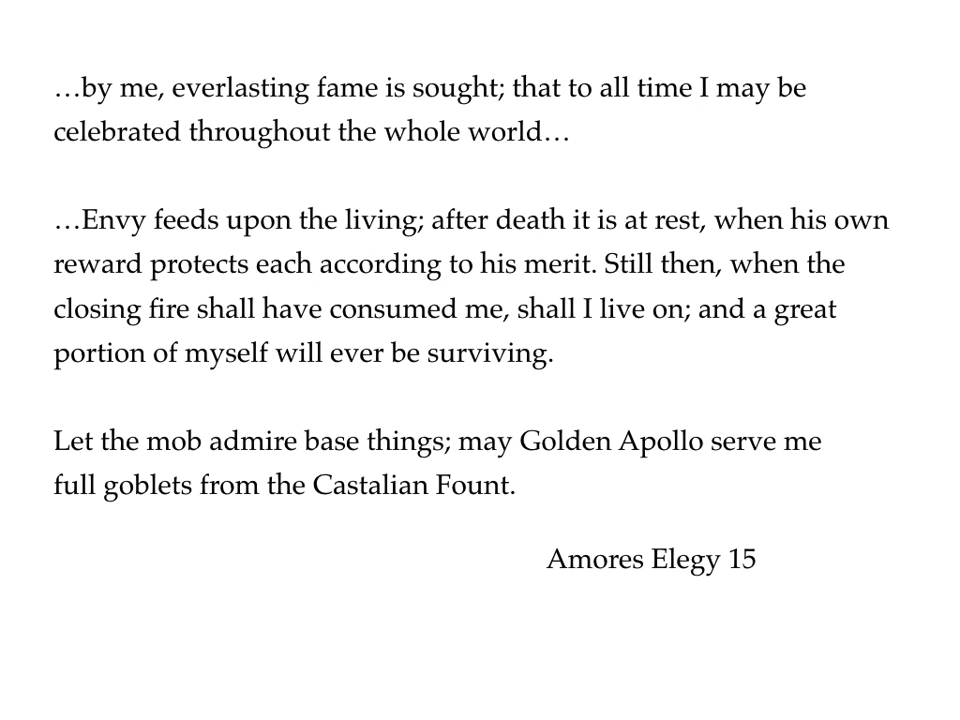 …by me, everlasting fame is sought; that to all time I may be
celebrated throughout the whole world…
…Envy feeds upon the living; after death it is at rest, when his own
reward protects each according to his merit. Still then, when the
closing fire shall have consumed me, shall I live on; and a great
portion of myself will ever be surviving.
Let the mob admire base things; may Golden Apollo serve me
full goblets from the Castalian Fount.
Amores Elegy 15